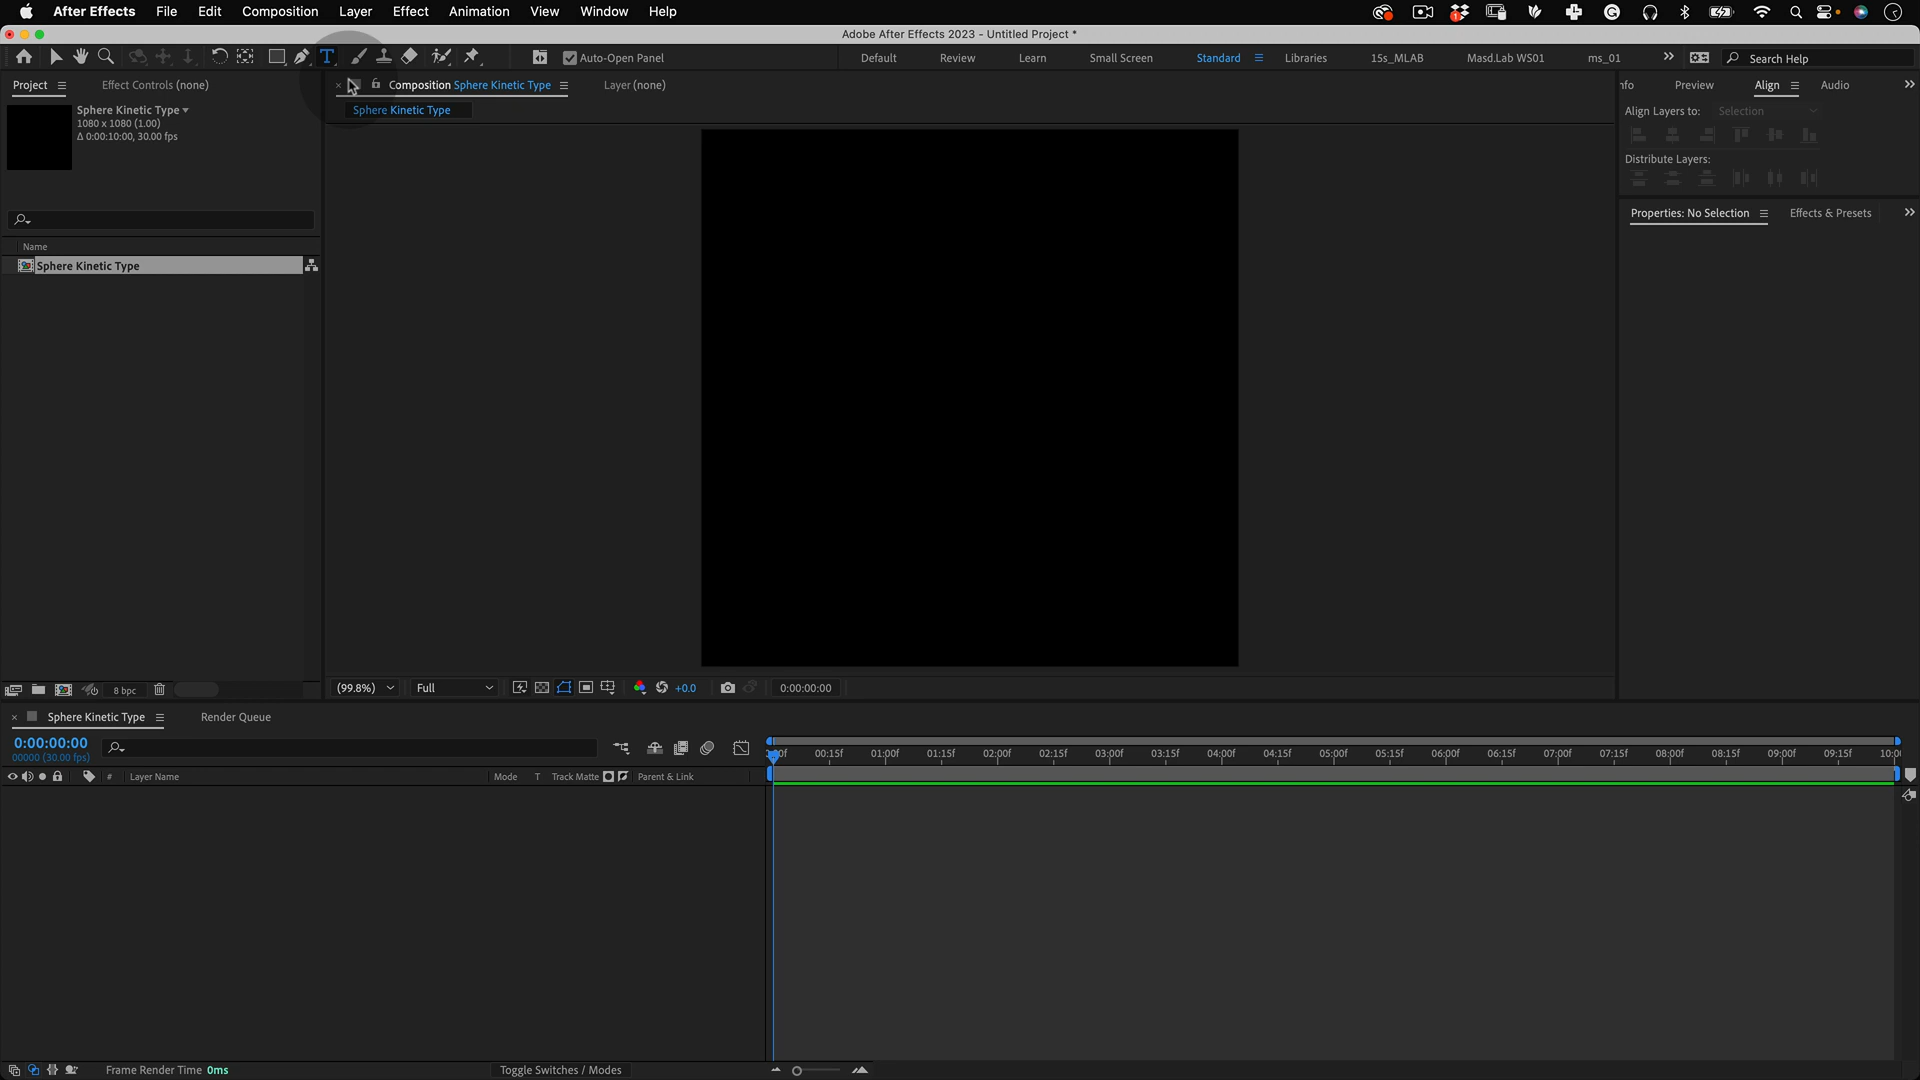 After Effects File Edit Composition Layer Effect Animation View Window Help
Adobe After Effects 2023 - Untitled Project *
Auto-Open Panel Default Review Learn Small Screen Standard Libraries 15s_MLAB Masd.Lab WS01 ms_01 Search Help
Project Effect Controls (none) Composition Sphere Kinetic Type Layer (none) Preview Align Audio
Sphere Kinetic Type
1080 x 1080 (1.00)
Δ 0:00:10:00, 30.00 fps
Sphere Kinetic Type
Align Layers to: Selection
Distribute Layers:
Properties: No Selection Effects & Presets
Name
Sphere Kinetic Type
8 bpc
(99.8%) Full +0.0 0:00:00:00
Sphere Kinetic Type Render Queue
0:00:00:00
00000 (30.00 fps)
00:15f 01:00f 01:15f 02:00f 02:15f 03:00f 03:15f 04:00f 04:15f 05:00f 05:15f 06:00f 06:15f 07:00f 07:15f 08:00f 08:15f 09:00f 09:15f
# Layer Name Mode T Track Matte Parent & Link
Frame Render Time 0ms Toggle Switches / Modes